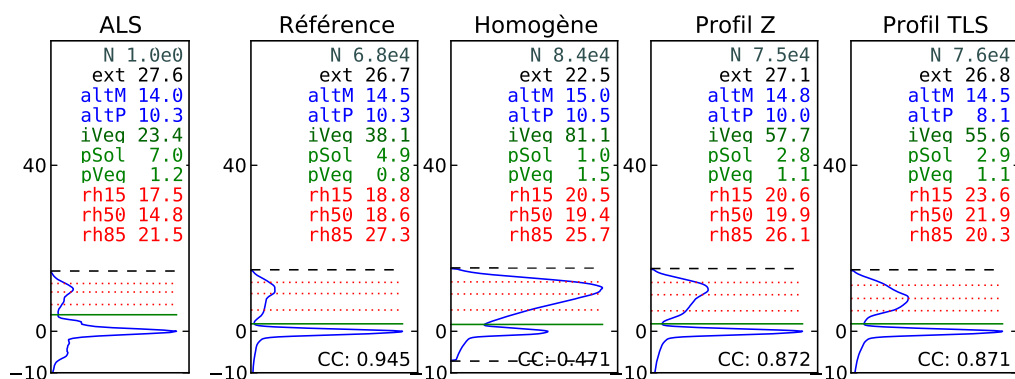 ALS
N 1.0e0
ext 27.6
altM 14.0
altP 10.3
iVeg 23.4
pSol 7.0
pVeg 1.2
rh15 17.5
rh50 14.8
rh85 21.5
40
0
−10
Référence
N 6.8e4
ext 26.7
altM 14.5
altP 10.3
iVeg 38.1
pSol 4.9
pVeg 0.8
rh15 18.8
rh50 18.6
rh85 27.3
40
0
−10
CC: 0.945
Homogène
N 8.4e4
ext 22.5
altM 15.0
altP 10.5
iVeg 81.1
pSol 1.0
pVeg 1.5
rh15 20.5
rh50 19.4
rh85 25.7
40
0
−10
CC: 0.471
Profil Z
N 7.5e4
ext 27.1
altM 14.8
altP 10.0
iVeg 57.7
pSol 2.8
pVeg 1.1
rh15 20.6
rh50 19.9
rh85 26.1
40
0
−10
CC: 0.872
Profil TLS
N 7.6e4
ext 26.8
altM 14.5
altP 8.1
iVeg 55.6
pSol 2.9
pVeg 1.1
rh15 23.6
rh50 21.9
rh85 20.3
40
0
−10
CC: 0.871